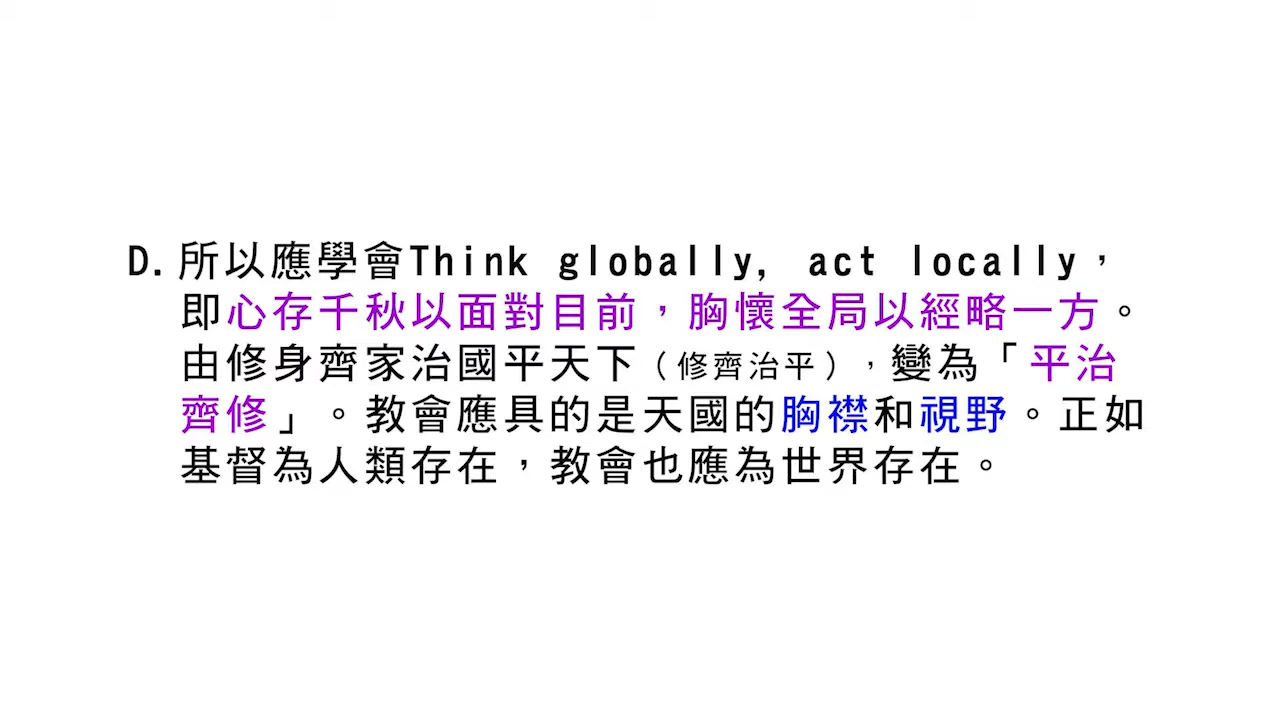 D.所以應學會Think globally, act locally，
即心存千秋以面對目前，胸懷全局以經略一方。
由修身齊家治國平天下（修齊治平），變為「平治
齊修」。教會應具的是天國的胸襟和視野。正如
基督為人類存在，教會也應為世界存在。